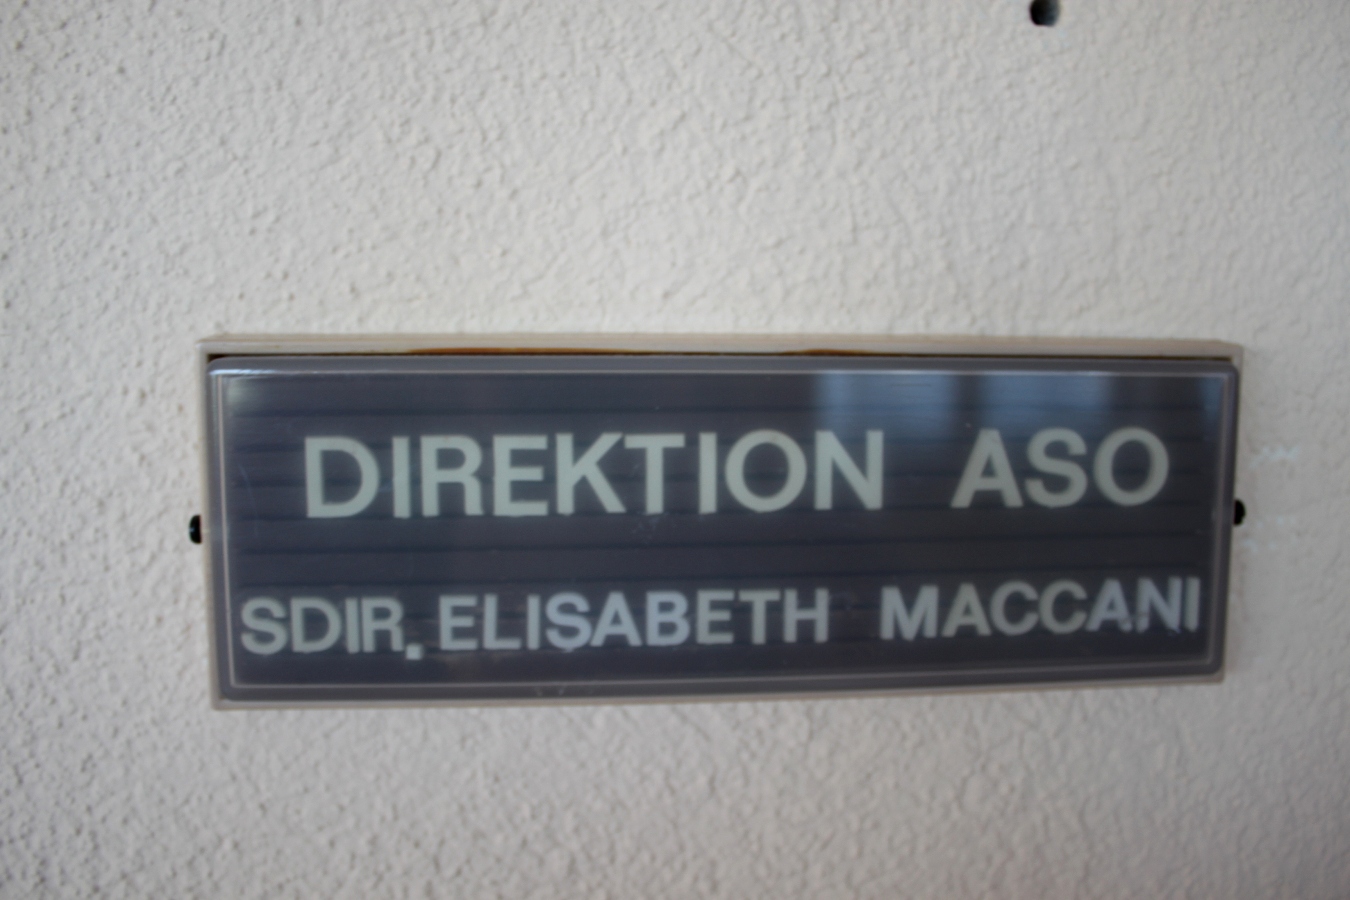 DIREKTION ASO
SDIR. ELISABETH MACCANI